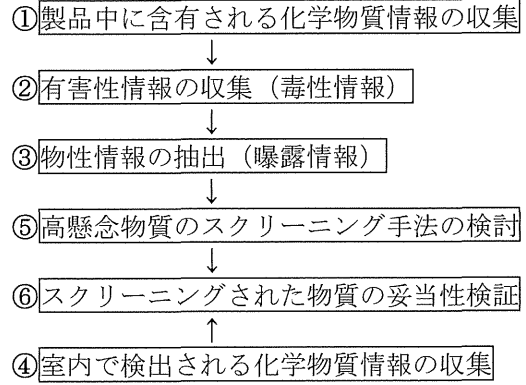 ①製品中に含有される化学物質情報の収集
↓
②有害性情報の収集（毒性情報）
↓
③物性情報の抽出（曝露情報）
↓
⑤高懸念物質のスクリーニング手法の検討
↓
⑥スクリーニングされた物質の妥当性検証
↑
④室内で検出される化学物質情報の収集